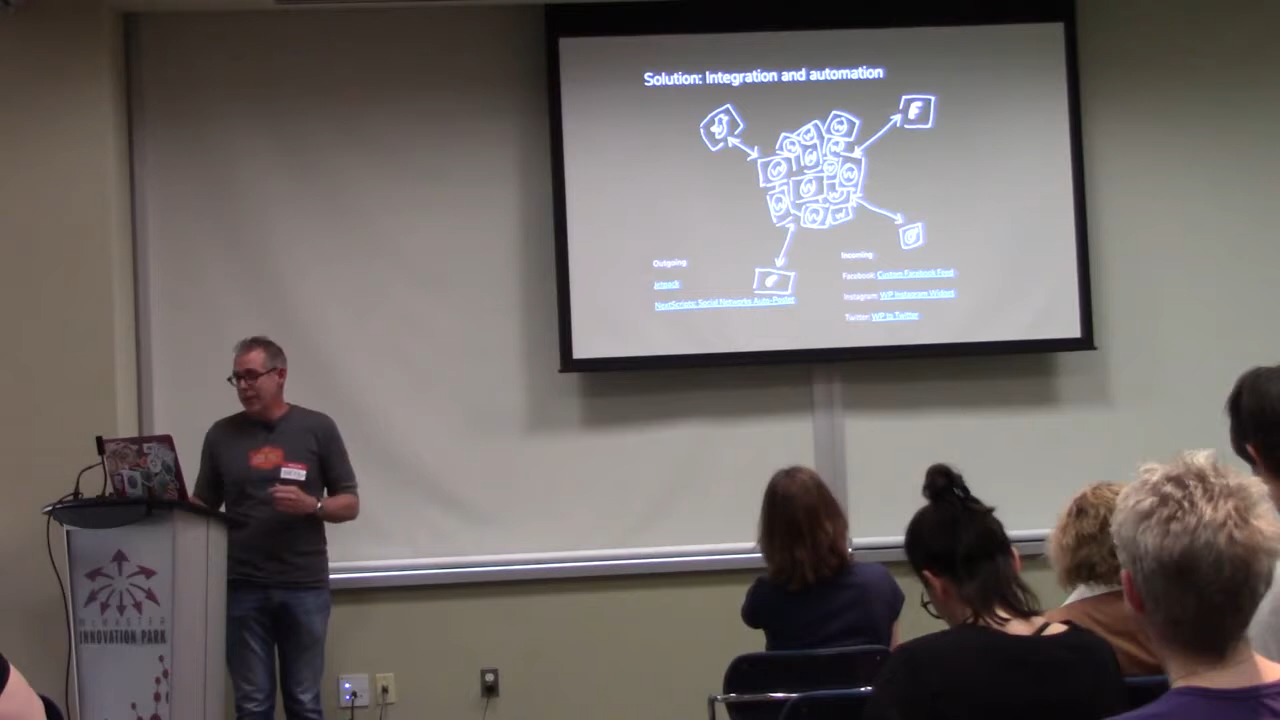 Solution: Integration and automation
Outgoing
Jetpack
NextScripts: Social Networks Auto-Poster
Incoming
Facebook: Custom Facebook Feed
Instagram: WP Instagram Widget
Twitter: WP to Twitter
McMASTER
INNOVATION PARK